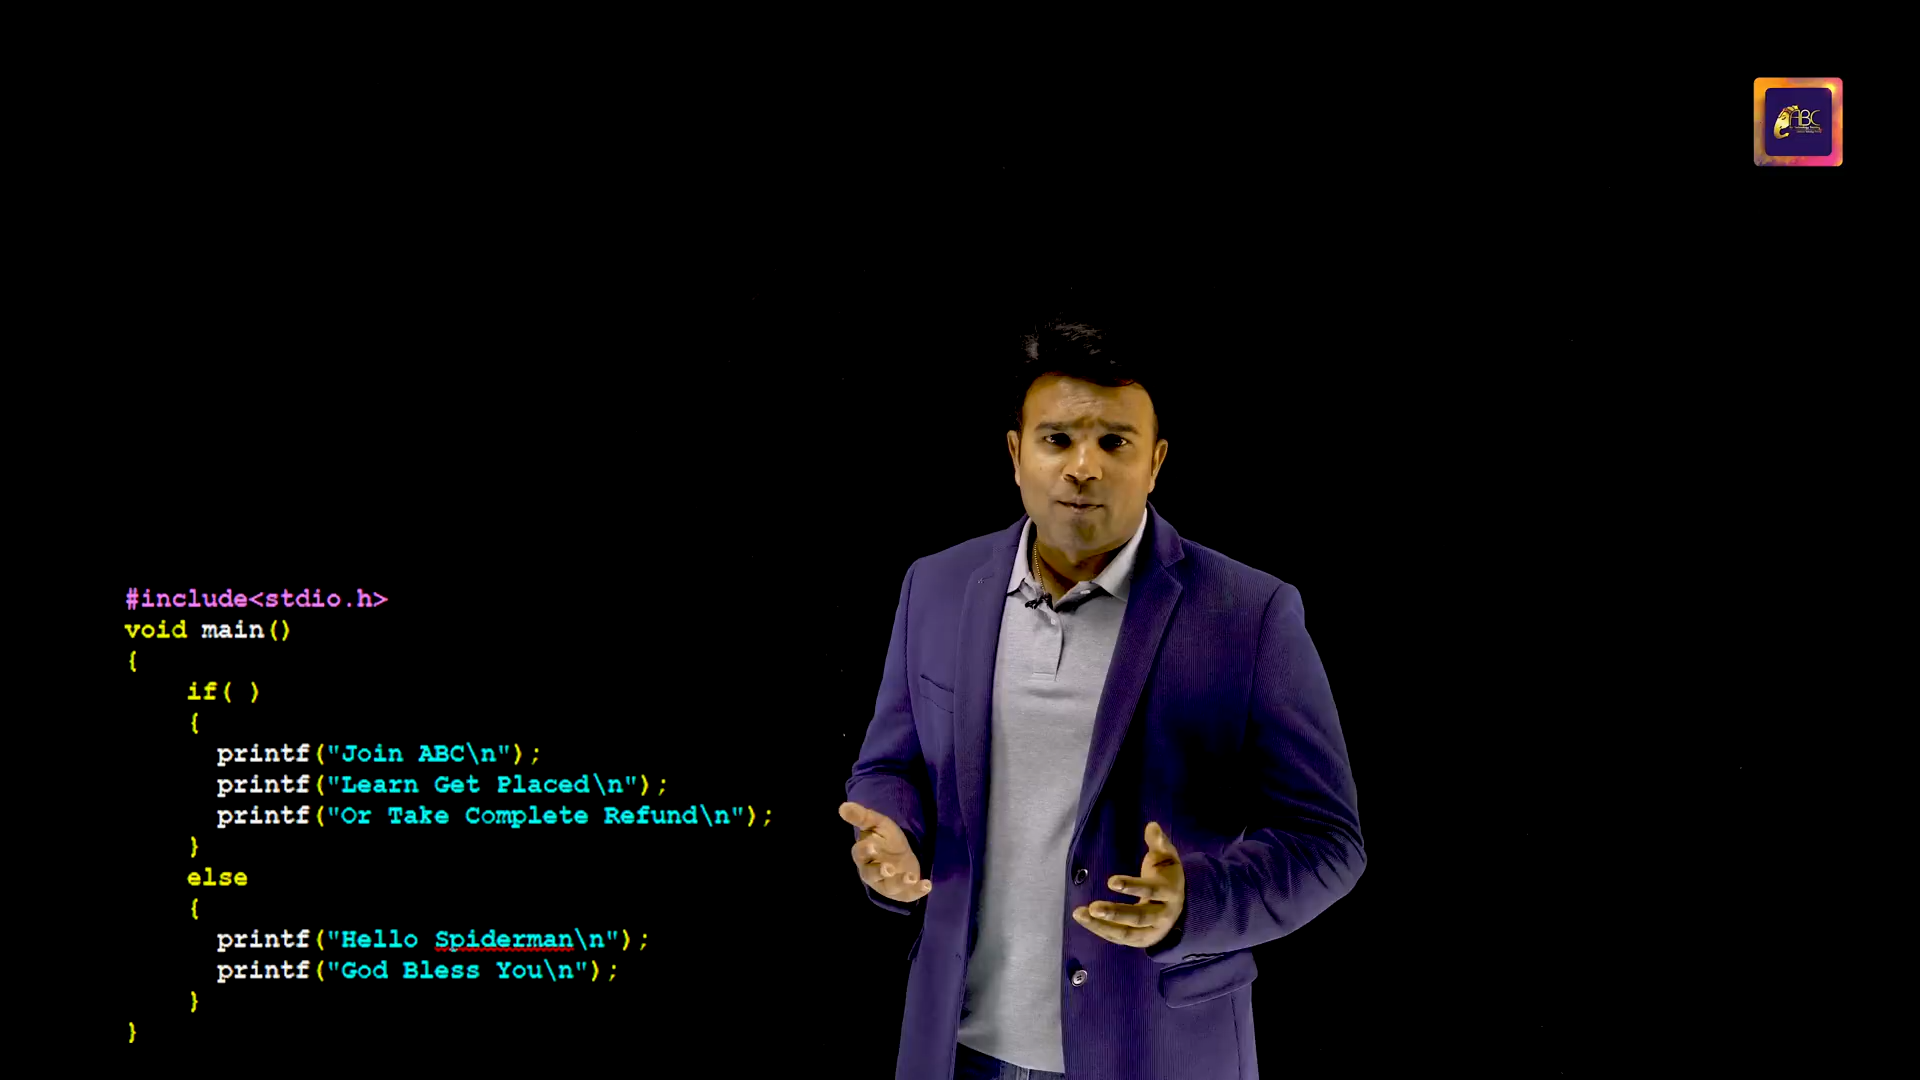 ABC
#include<stdio.h>
void main()
{
if( )
{
printf("Join ABC\n");
printf("Learn Get Placed\n");
printf("Or Take Complete Refund\n");
}
else
{
printf("Hello Spiderman\n");
printf("God Bless You\n");
}
}